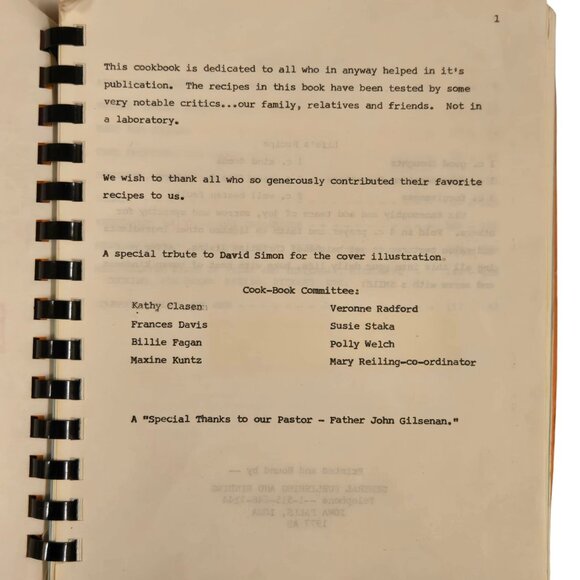 1
This cookbook is dedicated to all who in anyway helped in it's
publication. The recipes in this book have been tested by some
very notable critics...our family, relatives and friends. Not in
a laboratory.
We wish to thank all who so generously contributed their favorite
recipes to us.
A special trbute to David Simon for the cover illustration.
Cook-Book Committee:
Kathy Clasen Veronne Radford
Frances Davis Susie Staka
Billie Fagan Polly Welch
Maxine Kuntz Mary Reiling-co-ordinator
A "Special Thanks to our Pastor - Father John Gilsenan."